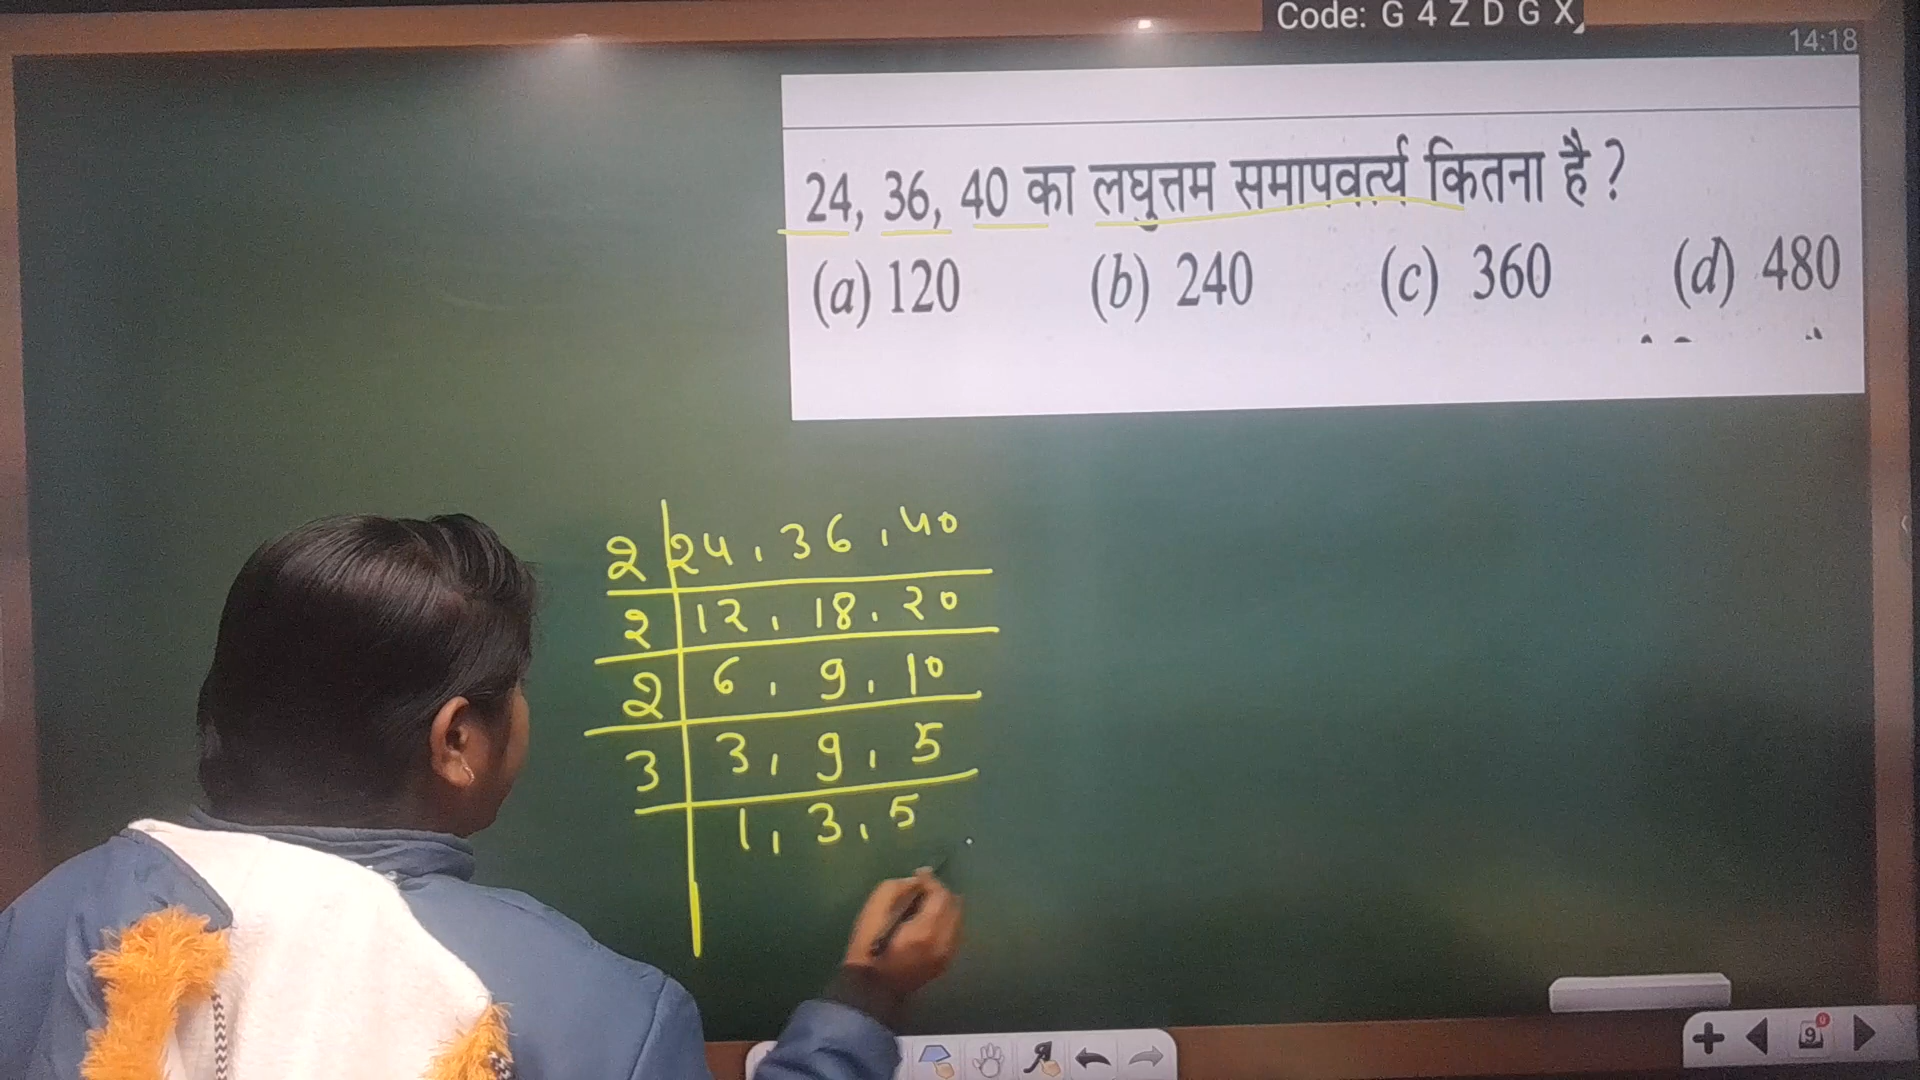 Code: G 4 Z D G X
14:18
24, 36, 40 का लघुत्तम समापवर्त्य कितना है ?
(a) 120 (b) 240 (c) 360 (d) 480
2 24, 36, 40
2 12, 18, 20
2 6, 9, 10
3 3, 9, 5
1, 3, 5
9